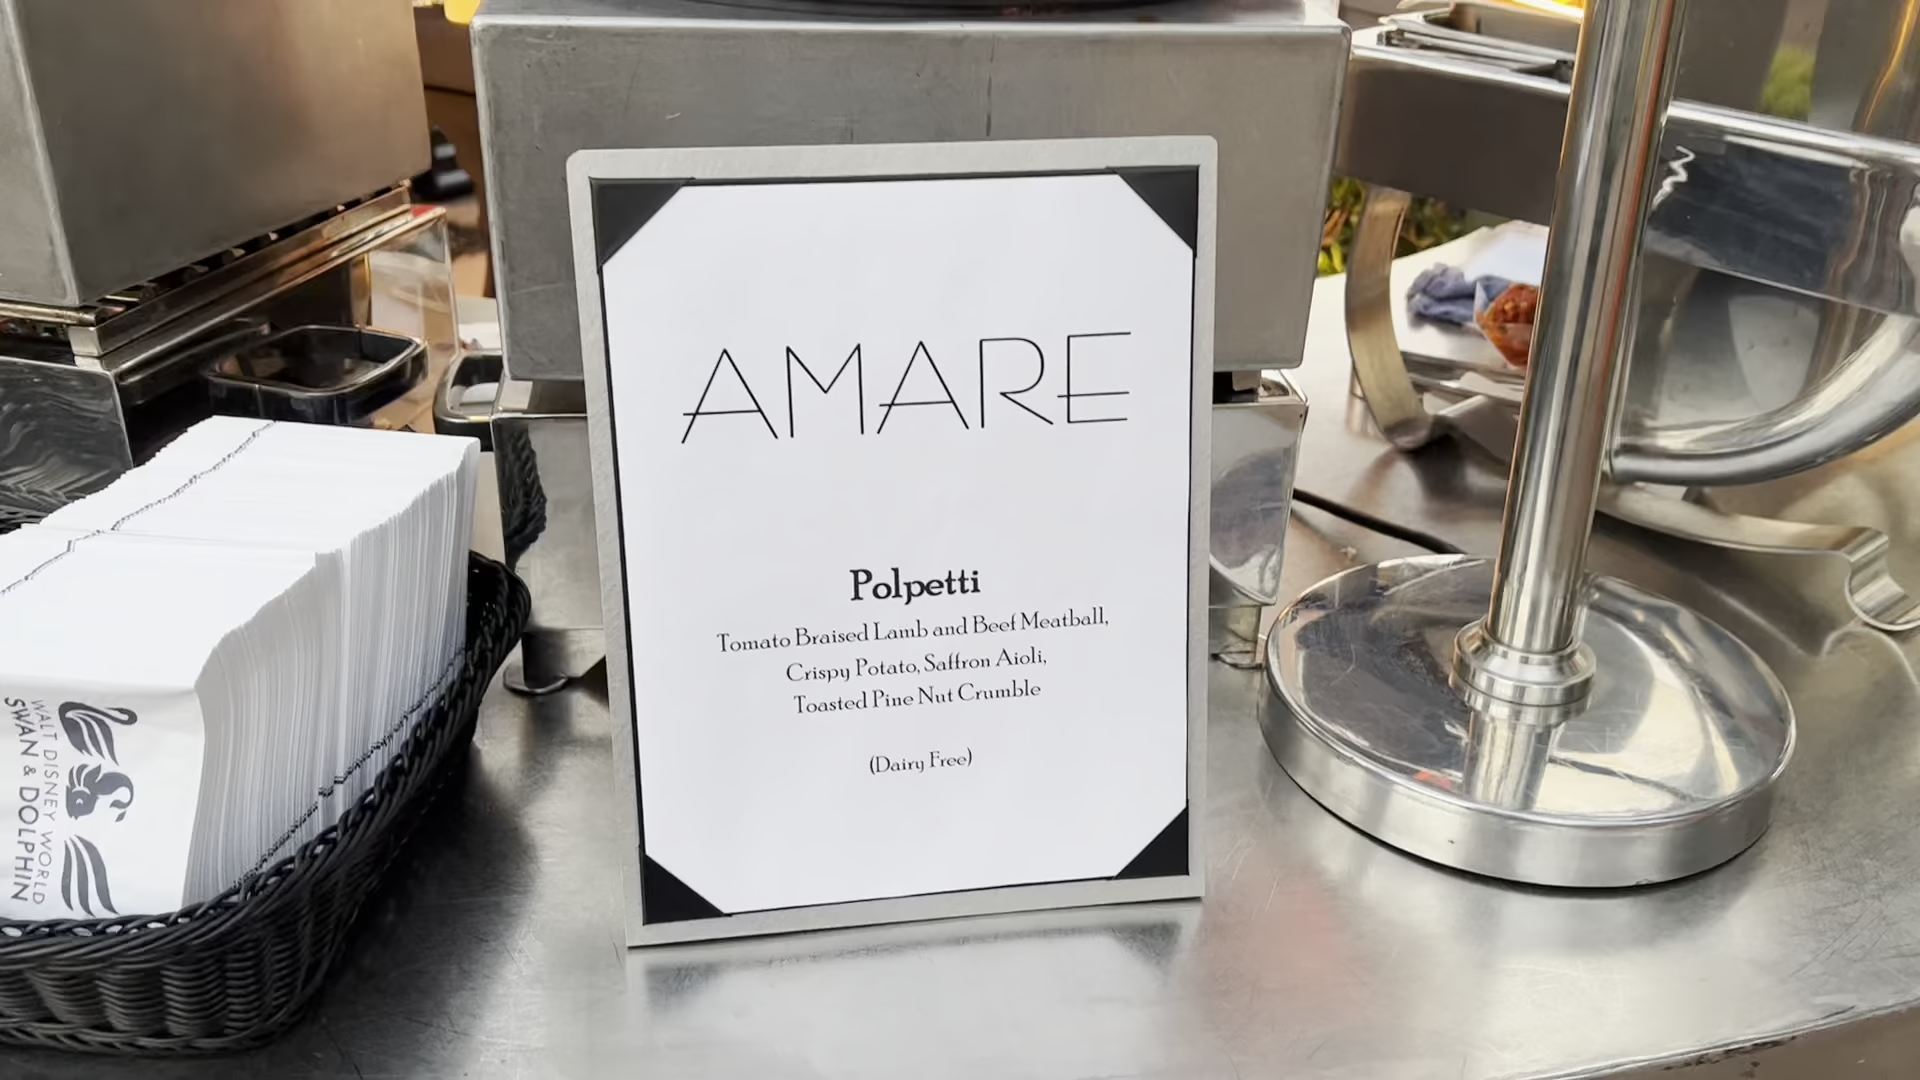 AMARE
Polpetti
Tomato Braised Lamb and Beef Meatball,
Crispy Potato, Saffron Aioli,
Toasted Pine Nut Crumble
(Dairy Free)
WALT DISNEY WORLD
SWAN & DOLPHIN